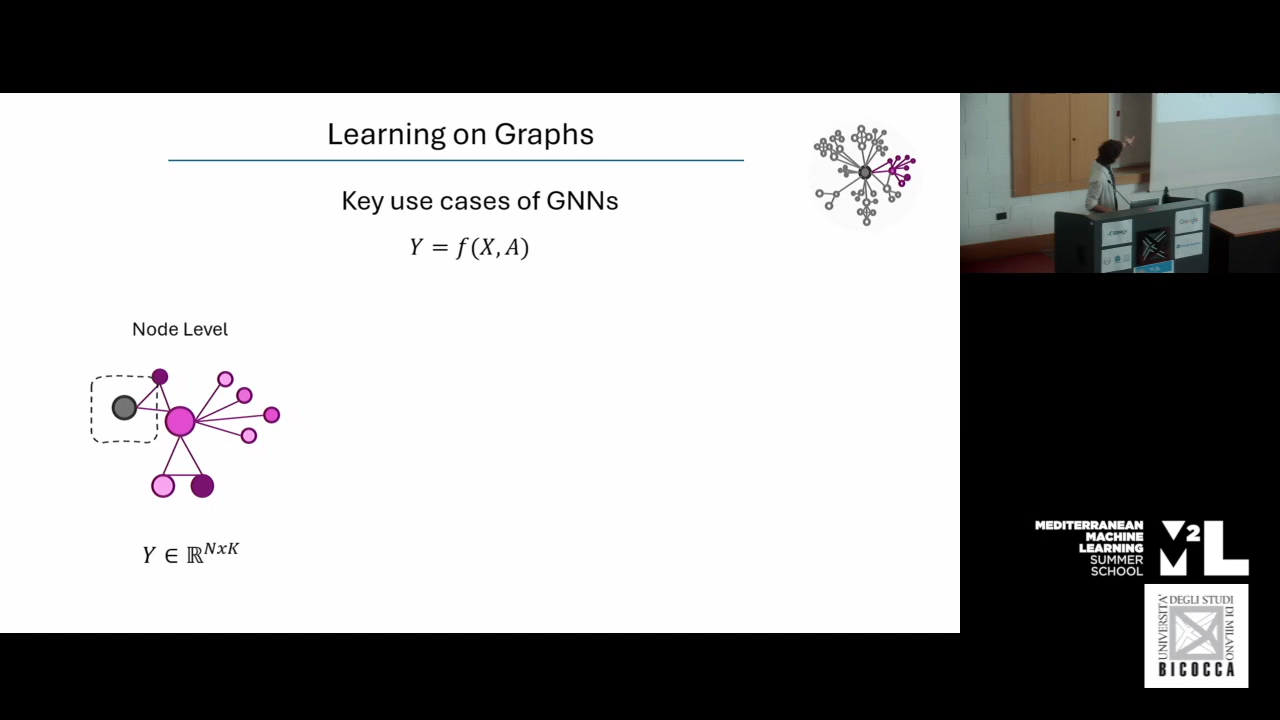 Learning on Graphs
Key use cases of GNNs
Y = f(X, A)
Node Level
Y ∈ ℝ^{NxK}
Google
MEDITERRANEAN
MACHINE
LEARNING
SUMMER
SCHOOL
M2L
UNIVERSITÀ
DEGLI STUDI
DI MILANO
BICOCCA